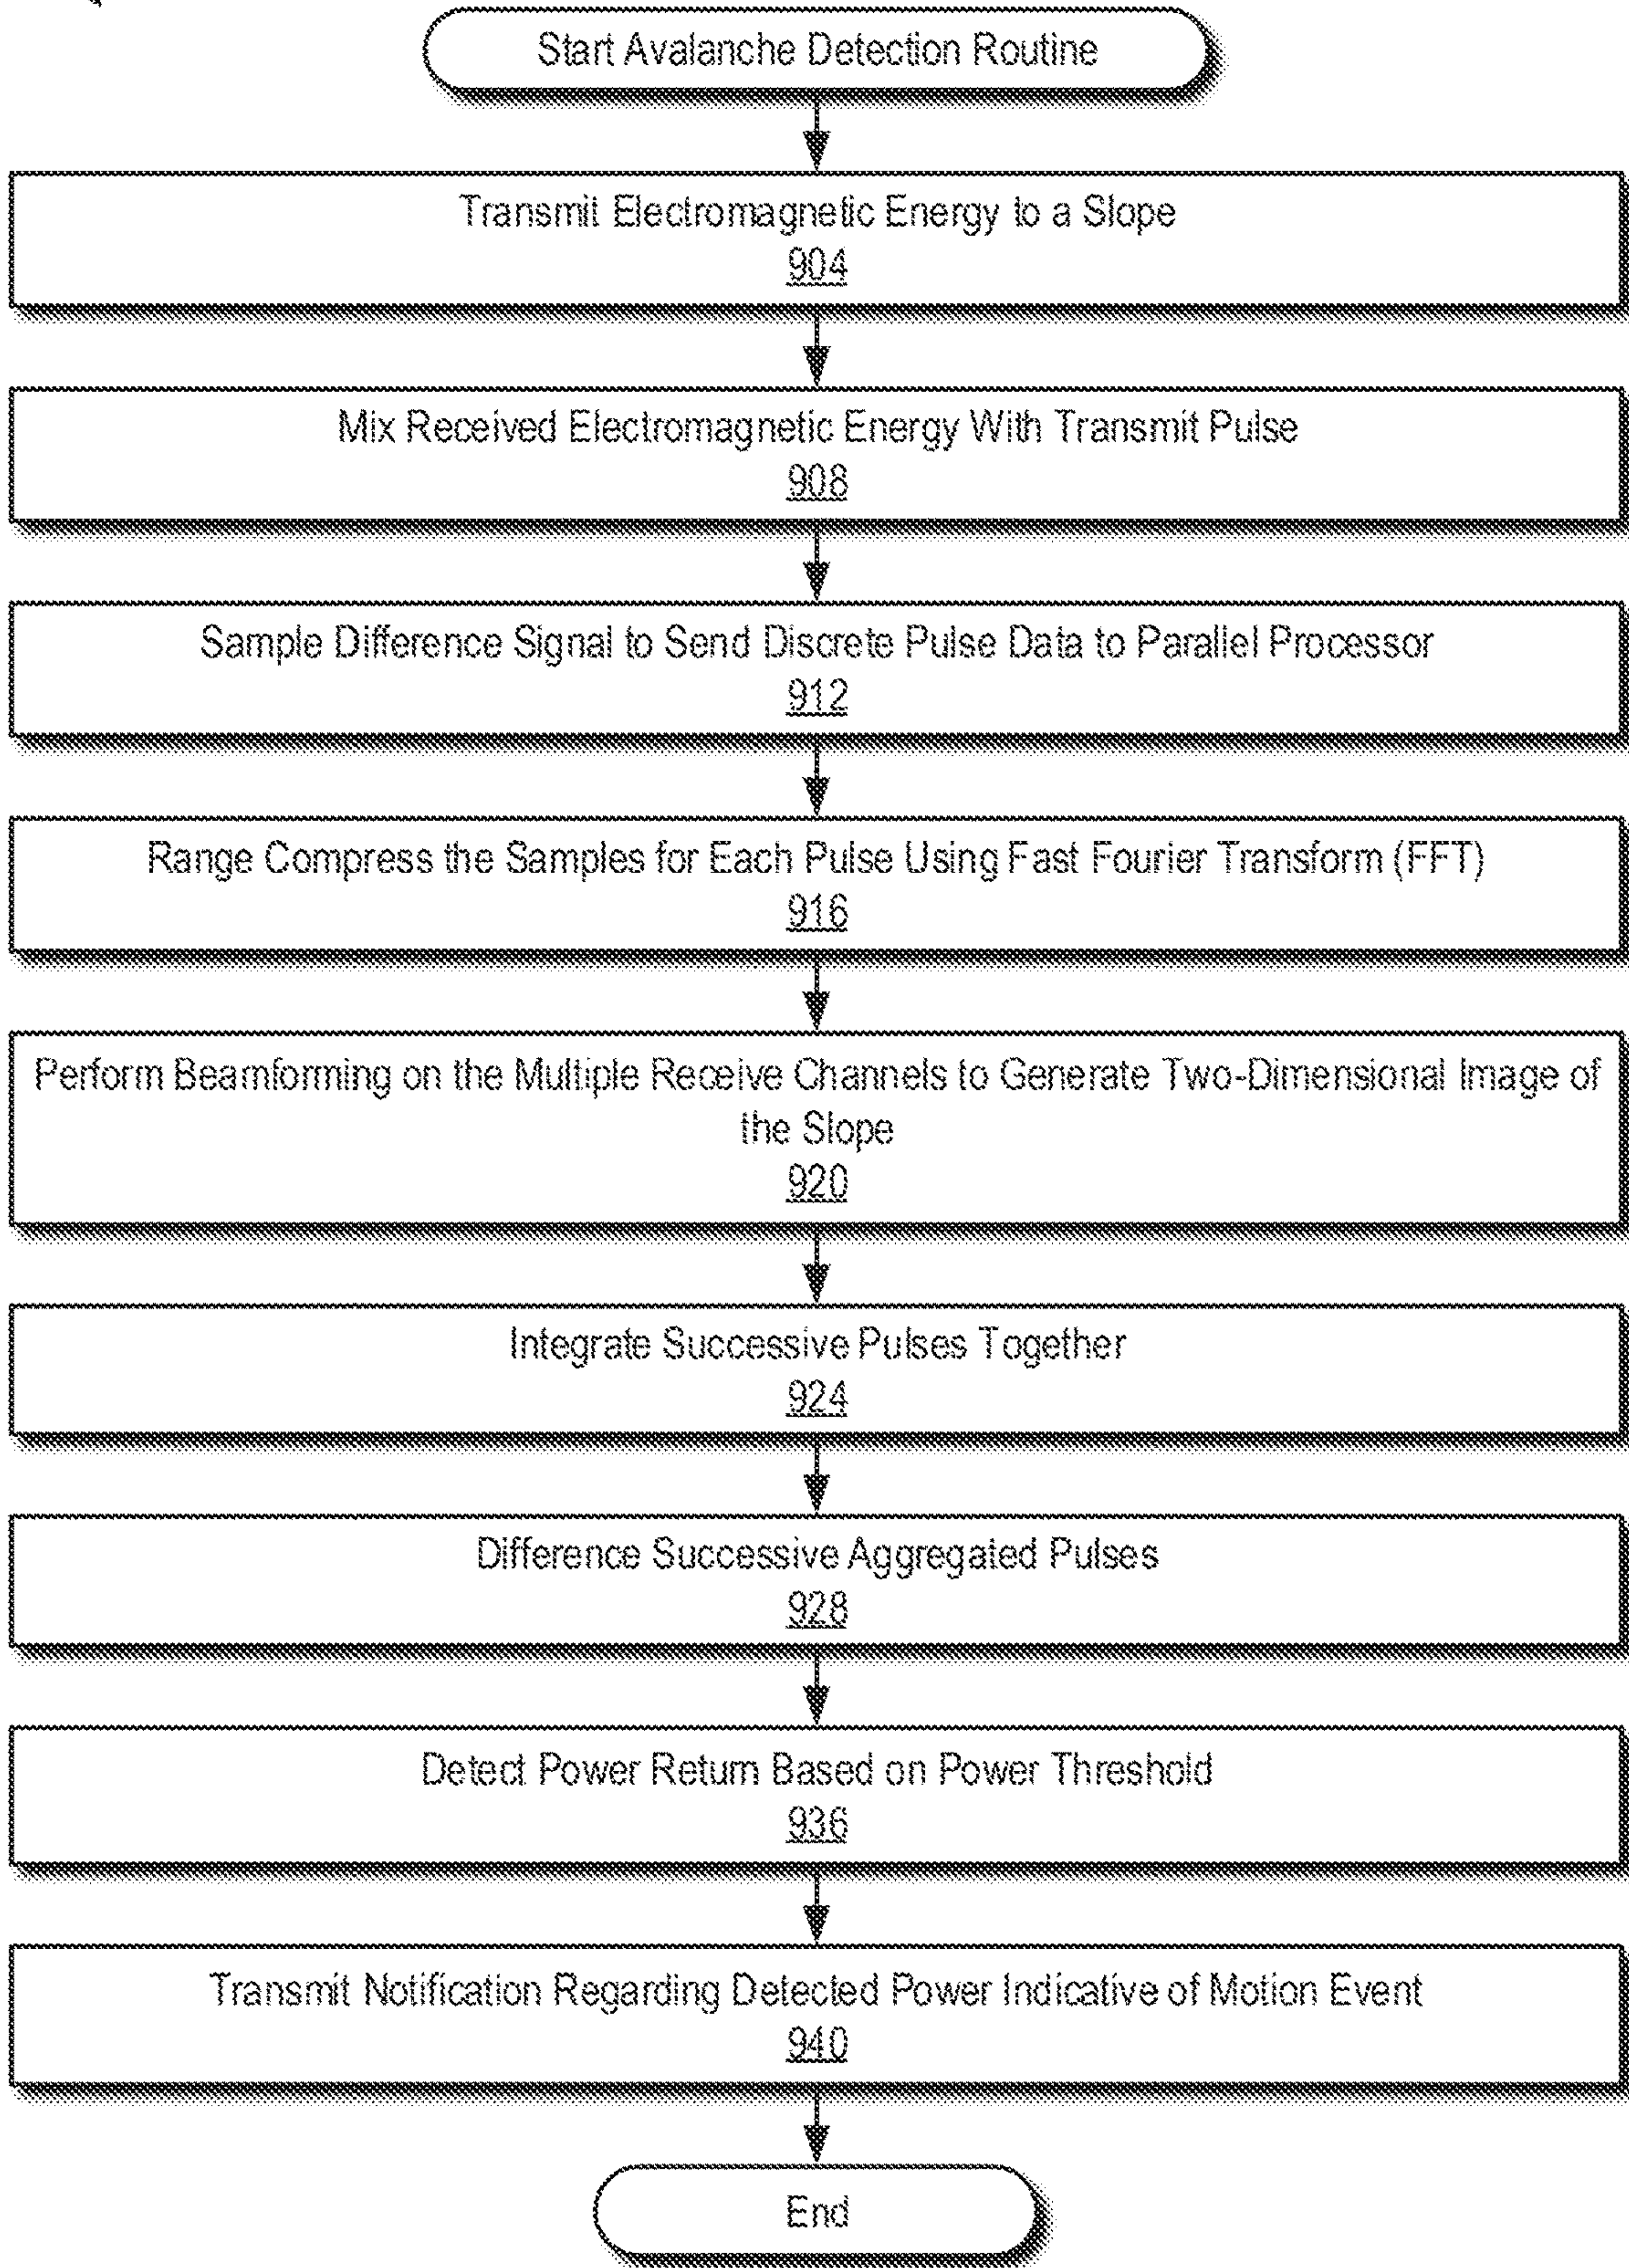 Start Avalanche Detection Routine
Transmit Electromagnetic Energy to a Slope
904
Mix Received Electromagnetic Energy With Transmit Pulse
908
Sample Difference Signal to Send Discrete Pulse Data to Parallel Processor
912
Range Compress the Samples for Each Pulse Using Fast Fourier Transform (FFT)
916
Perform Beamforming on the Multiple Receive Channels to Generate Two-Dimensional Image of
the Slope
920
Integrate Successive Pulses Together
924
Difference Successive Aggregated Pulses
928
Detect Power Return Based on Power Threshold
936
Transmit Notification Regarding Detected Power Indicative of Motion Event
940
End